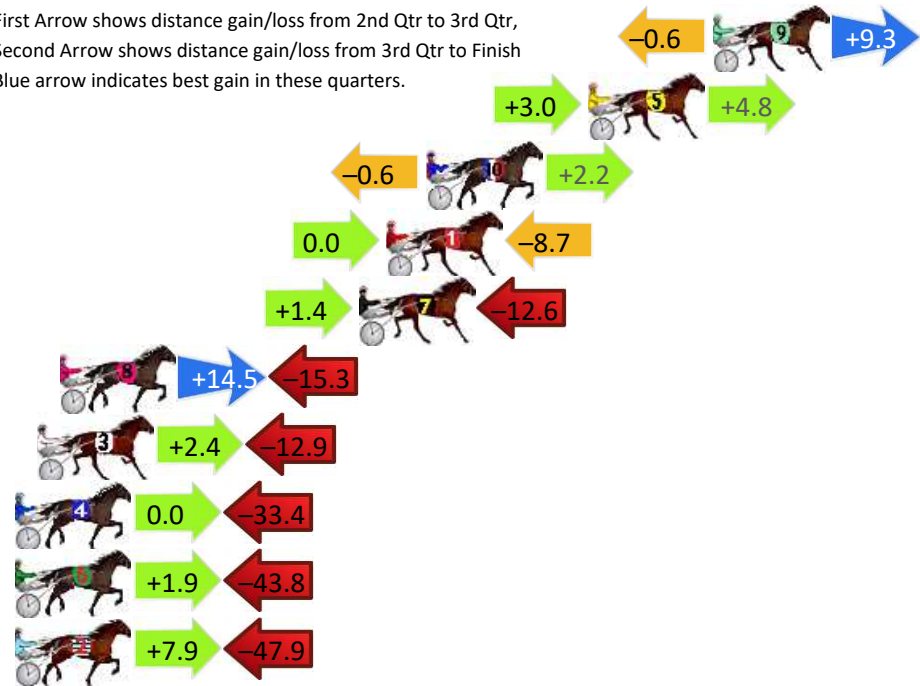 First Arrow shows distance gain/loss from 2nd Qtr to 3rd Qtr,
Second Arrow shows distance gain/loss from 3rd Qtr to Finish
Blue arrow indicates best gain in these quarters.
–0.6 9 +9.3
+3.0 5 +4.8
–0.6 10 +2.2
0.0 1 –8.7
+1.4 7 –12.6
8 +14.5 –15.3
3 +2.4 –12.9
4 0.0 –33.4
6 +1.9 –43.8
2 +7.9 –47.9